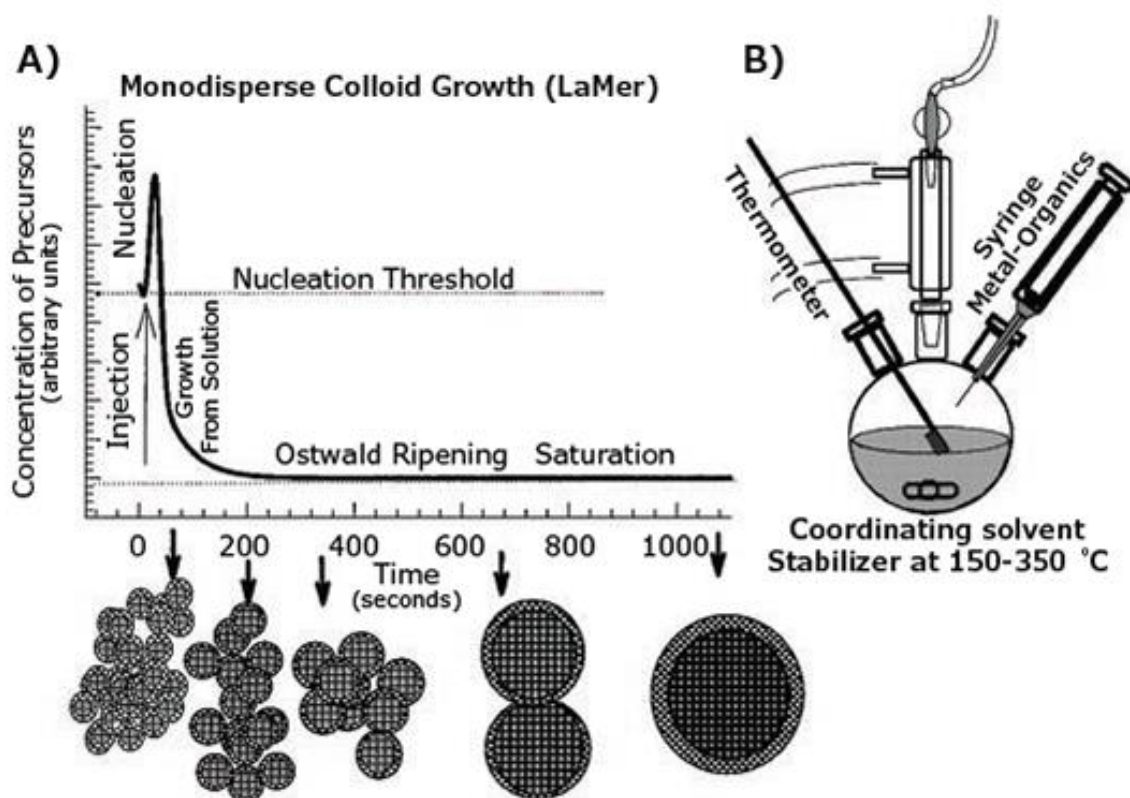 A)
Monodisperse Colloid Growth (LaMer)
Concentration of Precursors
(arbitrary units)
Nucleation
Injection
Nucleation Threshold
Growth
From Solution
Ostwald Ripening Saturation
0 200 400 600 800 1000
Time
(seconds)
B)
Thermometer
Syringe
Metal-Organics
Coordinating solvent
Stabilizer at 150-350 °C